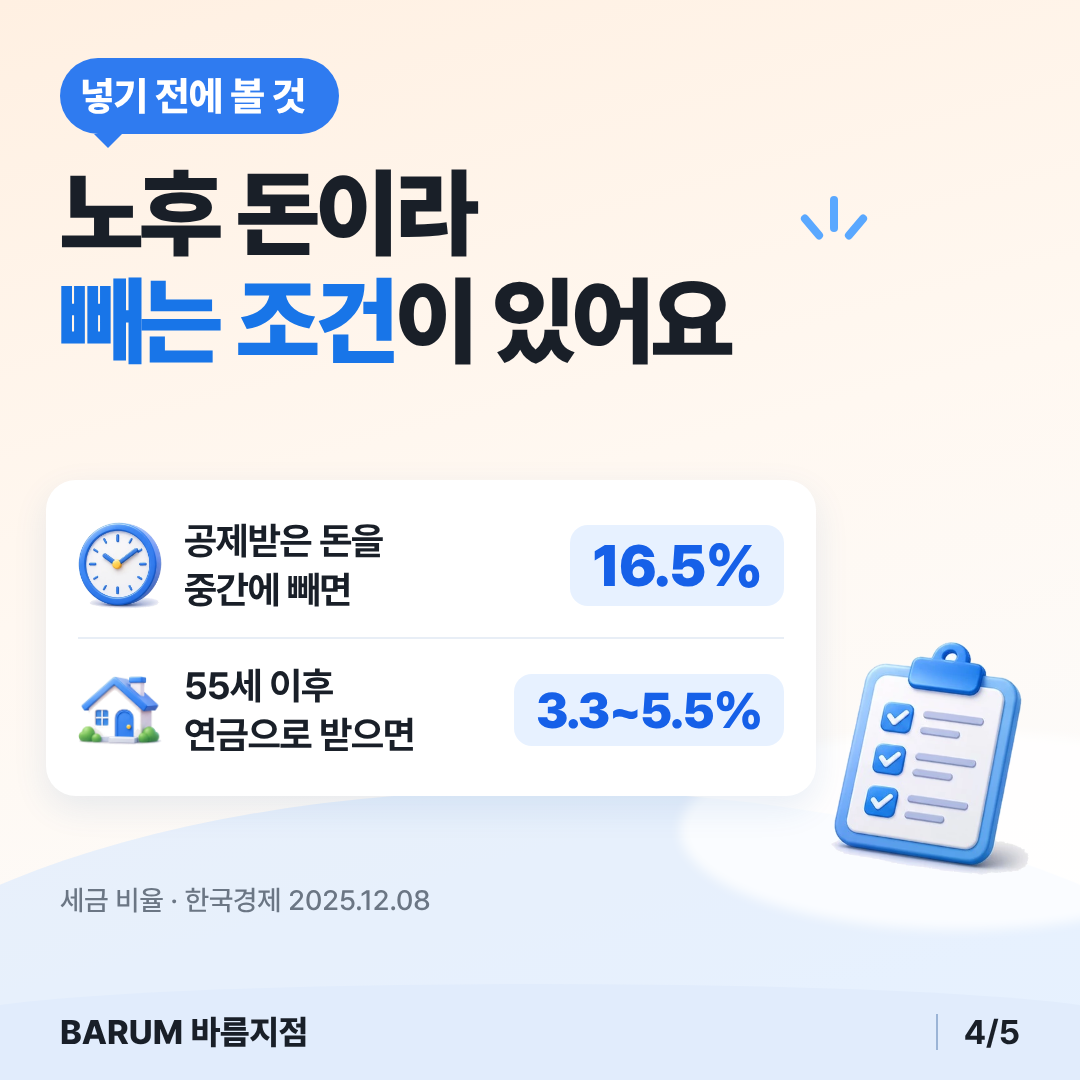 넣기 전에 볼 것
노후 돈이라
빼는 조건이 있어요
공제받은 돈을
중간에 빼면
16.5%
55세 이후
연금으로 받으면
3.3~5.5%
세금 비율 · 한국경제 2025.12.08
BARUM 바름지점
4/5